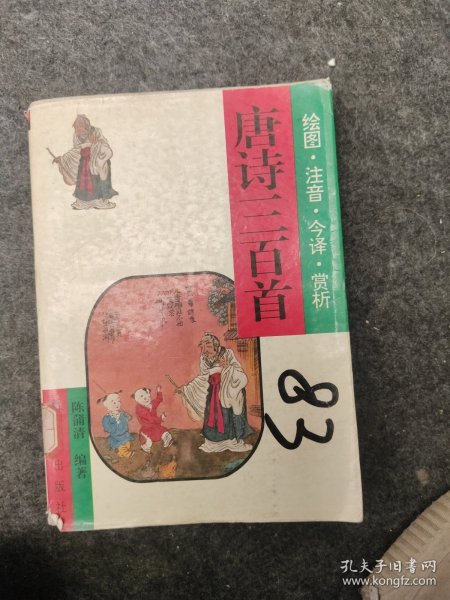 绘图·注音·今译·赏析
唐诗三百首
83
陈蒲清 编著
出版社
孔夫子旧书网
www.kongfz.com